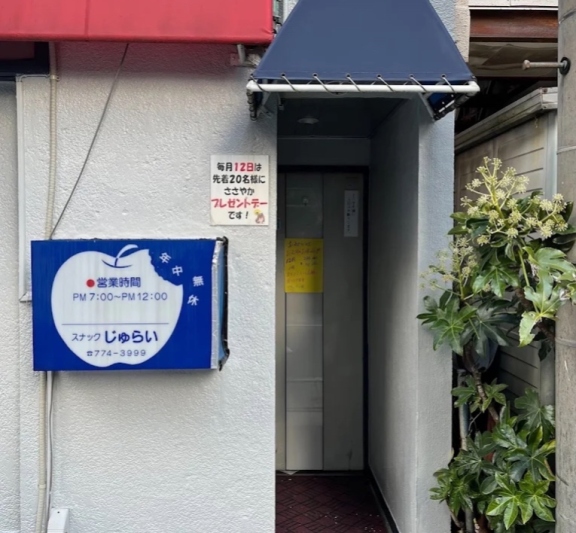 毎月12日は
先着20名様に
ささやか
プレゼントデー
です！
年中無休
●営業時間
PM 7:00~PM 12:00
スナック じゅらい
☎774-3999